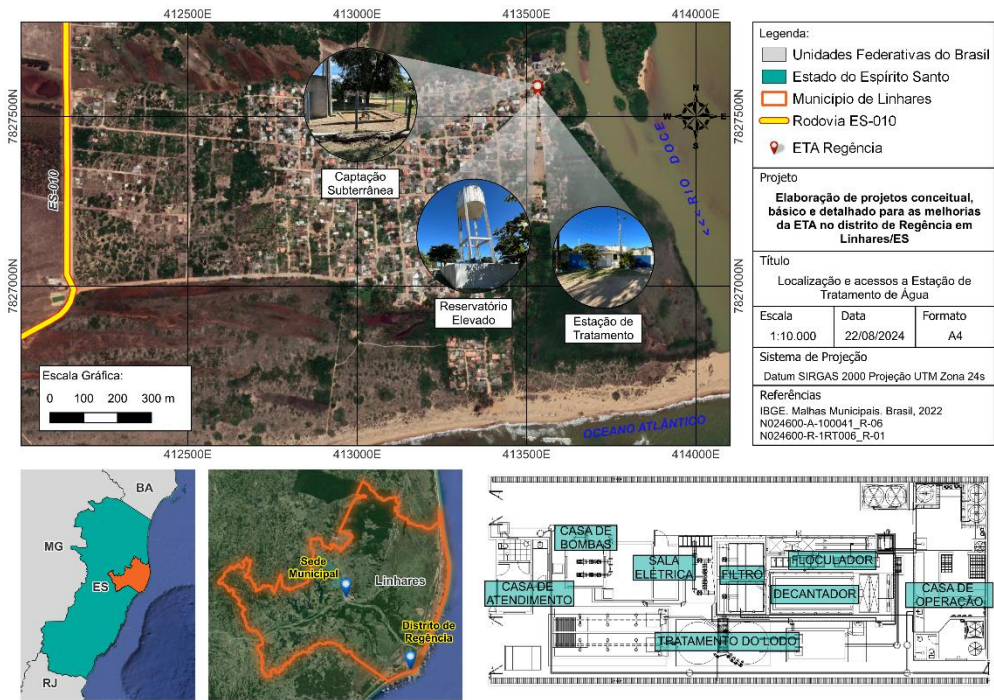 412500E
413000E
413500E
414000E
7827500N
7827000N
7827500N
7827000N
ES-010
Captação
Subterrânea
Reservatório
Elevado
Estação de
Tratamento
<<<RIO DOCE
OCEANO ATLÂNTICO
N
W
E
S
Escala Gráfica:
0 100 200 300 m
412500E
413000E
413500E
414000E
Legenda:
Unidades Federativas do Brasil
Estado do Espírito Santo
Município de Linhares
Rodovia ES-010
ETA Regência
Projeto
Elaboração de projetos conceitual,
básico e detalhado para as melhorias
da ETA no distrito de Regência em
Linhares/ES
Título
Localização e acessos a Estação de
Tratamento de Água
Escala
1:10.000
Data
22/08/2024
Formato
A4
Sistema de Projeção
Datum SIRGAS 2000 Projeção UTM Zona 24s
Referências
IBGE. Malhas Municipais. Brasil, 2022
N024600-A-100041_R-06
N024600-R-1RT006_R-01
BA
MG
ES
RJ
Sede
Municipal
Linhares
Distrito de
Regência
CASA DE
BOMBAS
SALA
ELÉTRICA
FLOCULADOR
FILTRO
CASA DE
ATENDIMENTO
DECANTADOR
CASA DE
OPERAÇÃO
TRATAMENTO DO LODO